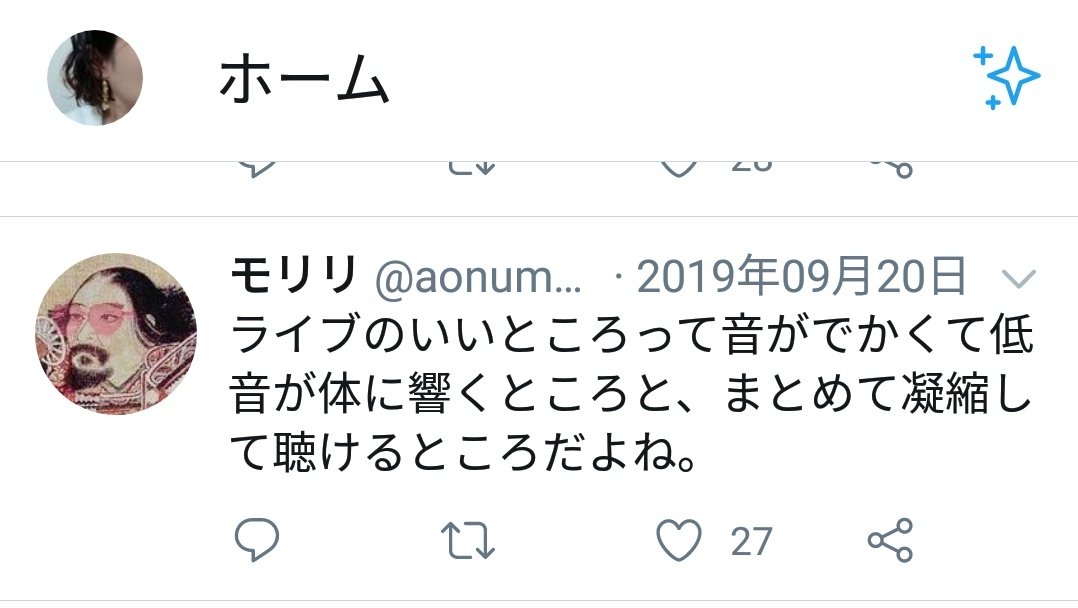 ホーム
モリリ @aonum... · 2019年09月20日
ライブのいいところって音がでかくて低
音が体に響くところと、まとめて凝縮し
て聴けるところだよね。
27